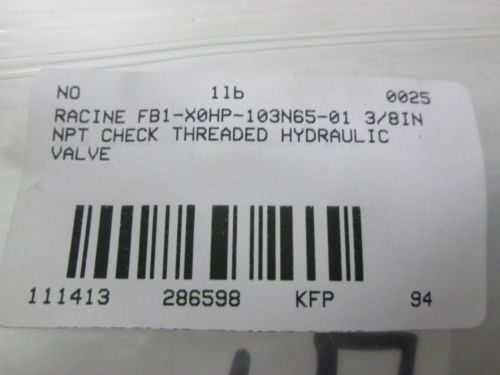 NO 1lb 0025
RACINE FB1-X0HP-103N65-01 3/8IN
NPT CHECK THREADED HYDRAULIC
VALVE
111413 286598 KFP 94